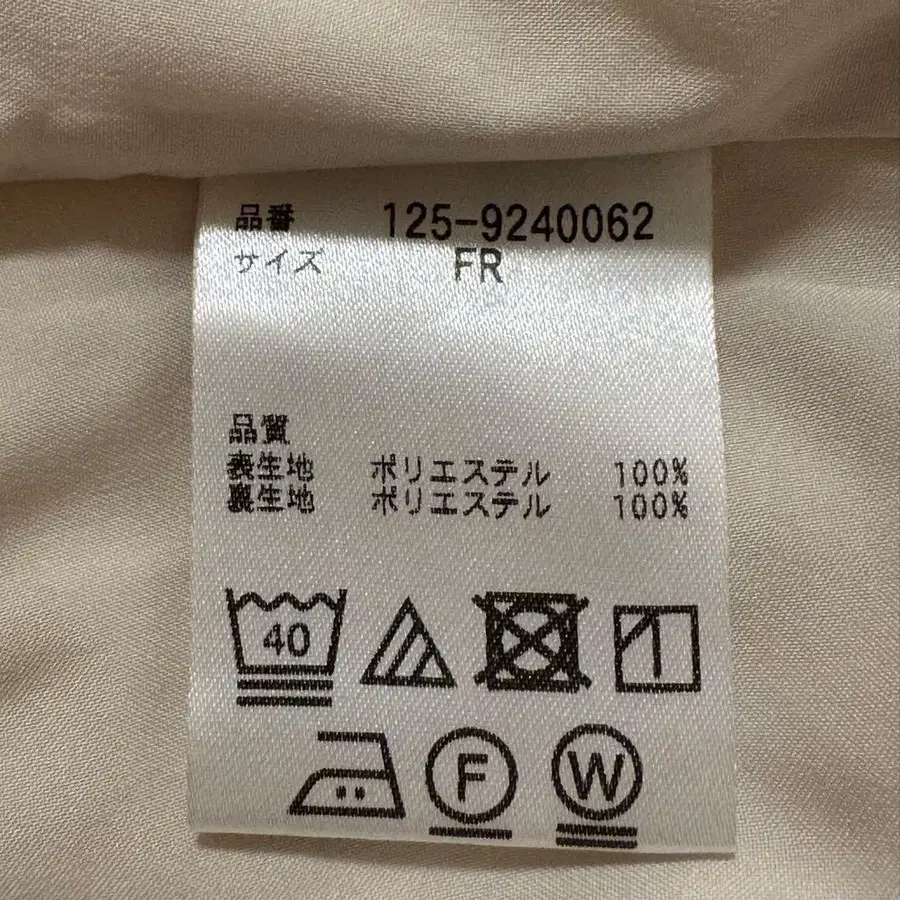 品番 125-9240062
サイズ FR
品質
表生地 ポリエステル 100%
裏生地 ポリエステル 100%
40
F W